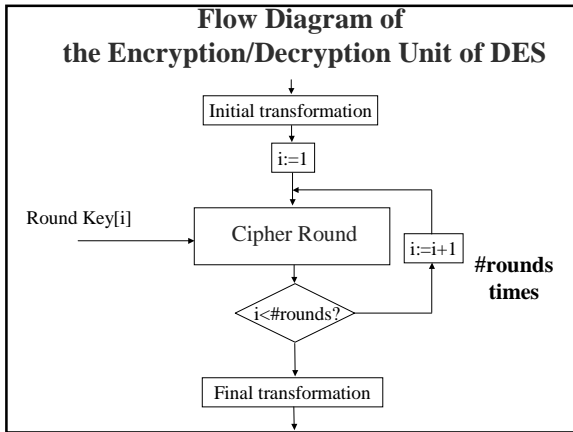 Flow Diagram of
the Encryption/Decryption Unit of DES
Initial transformation
i:=1
Round Key[i]
Cipher Round
i:=i+1
#rounds
times
i<#rounds?
Final transformation